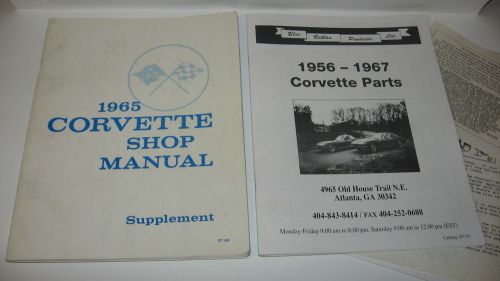 1965
CORVETTE
SHOP
MANUAL
Supplement
Blue Ribbon Products, Ltd.
1956 – 1967
Corvette Parts
4965 Old House Trail N.E.
Atlanta, GA 30342
404-843-8414 / FAX 404-252-0688
Monday-Friday 9:00 am to 8:00 pm, Saturday 9:00 am to 12:00 pm (EST)
Catalog